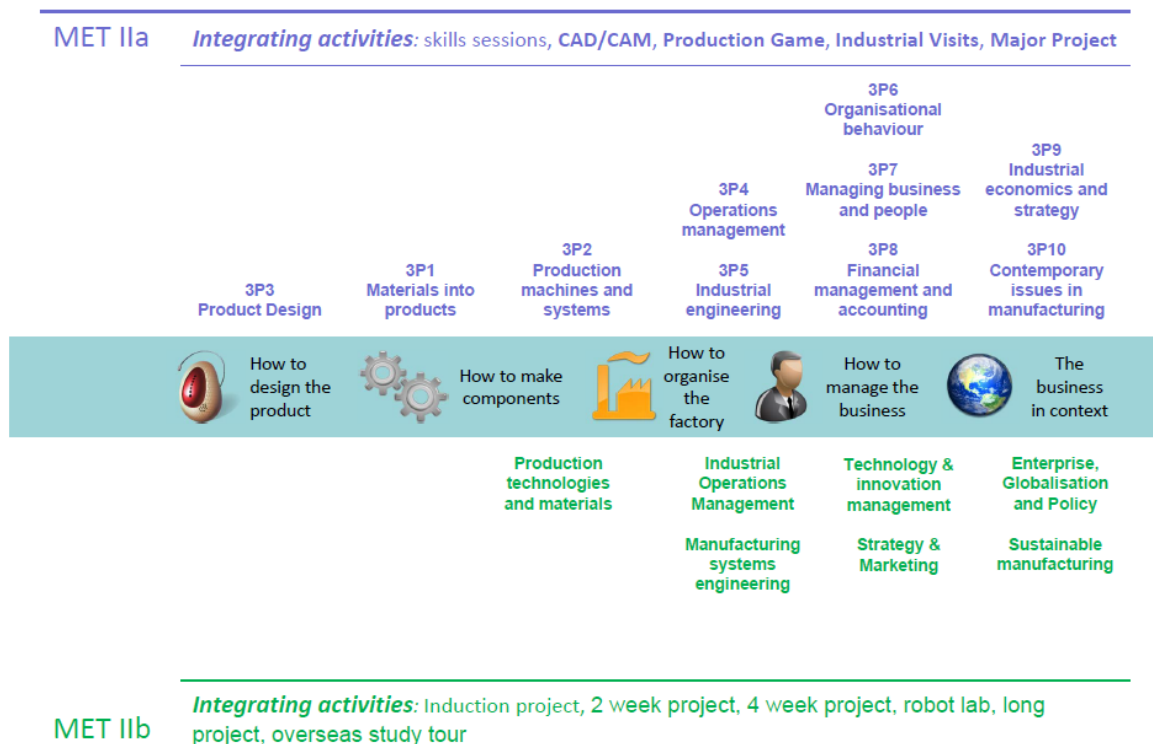 MET IIa
Integrating activities: skills sessions, CAD/CAM, Production Game, Industrial Visits, Major Project
3P3
Product Design
3P1
Materials into
products
3P2
Production
machines and
systems
3P4
Operations
management
3P5
Industrial
engineering
3P6
Organisational
behaviour
3P7
Managing business
and people
3P8
Financial
management and
accounting
3P9
Industrial
economics and
strategy
3P10
Contemporary
issues in
manufacturing
How to
design the
product
How to make
components
How to
organise
the
factory
How to
manage the
business
The
business
in context
Production
technologies
and materials
Industrial
Operations
Management
Manufacturing
systems
engineering
Technology &
innovation
management
Strategy &
Marketing
Enterprise,
Globalisation
and Policy
Sustainable
manufacturing
MET IIb
Integrating activities: Induction project, 2 week project, 4 week project, robot lab, long
project, overseas study tour